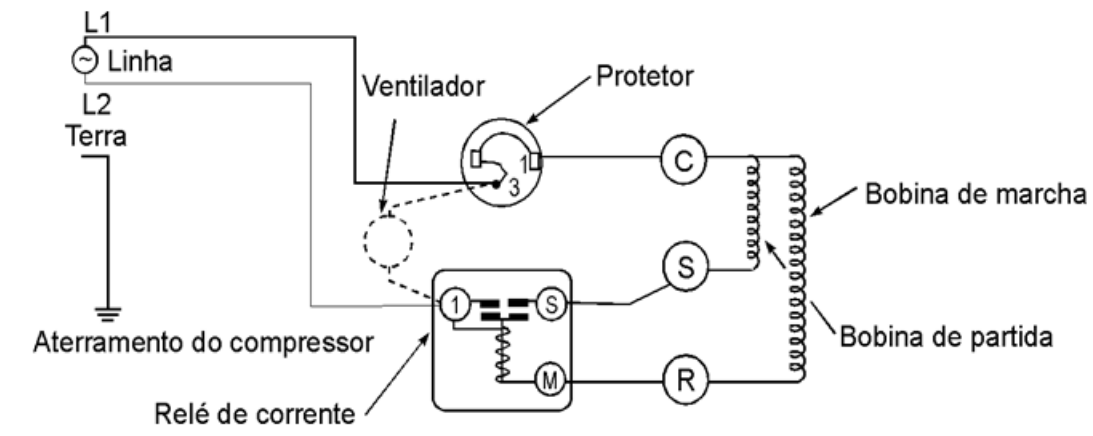 L1
~ Linha
L2
Terra
Ventilador
Protetor
1
3
C
Bobina de marcha
S
1
S
Bobina de partida
Aterramento do compressor
M
R
Relé de corrente